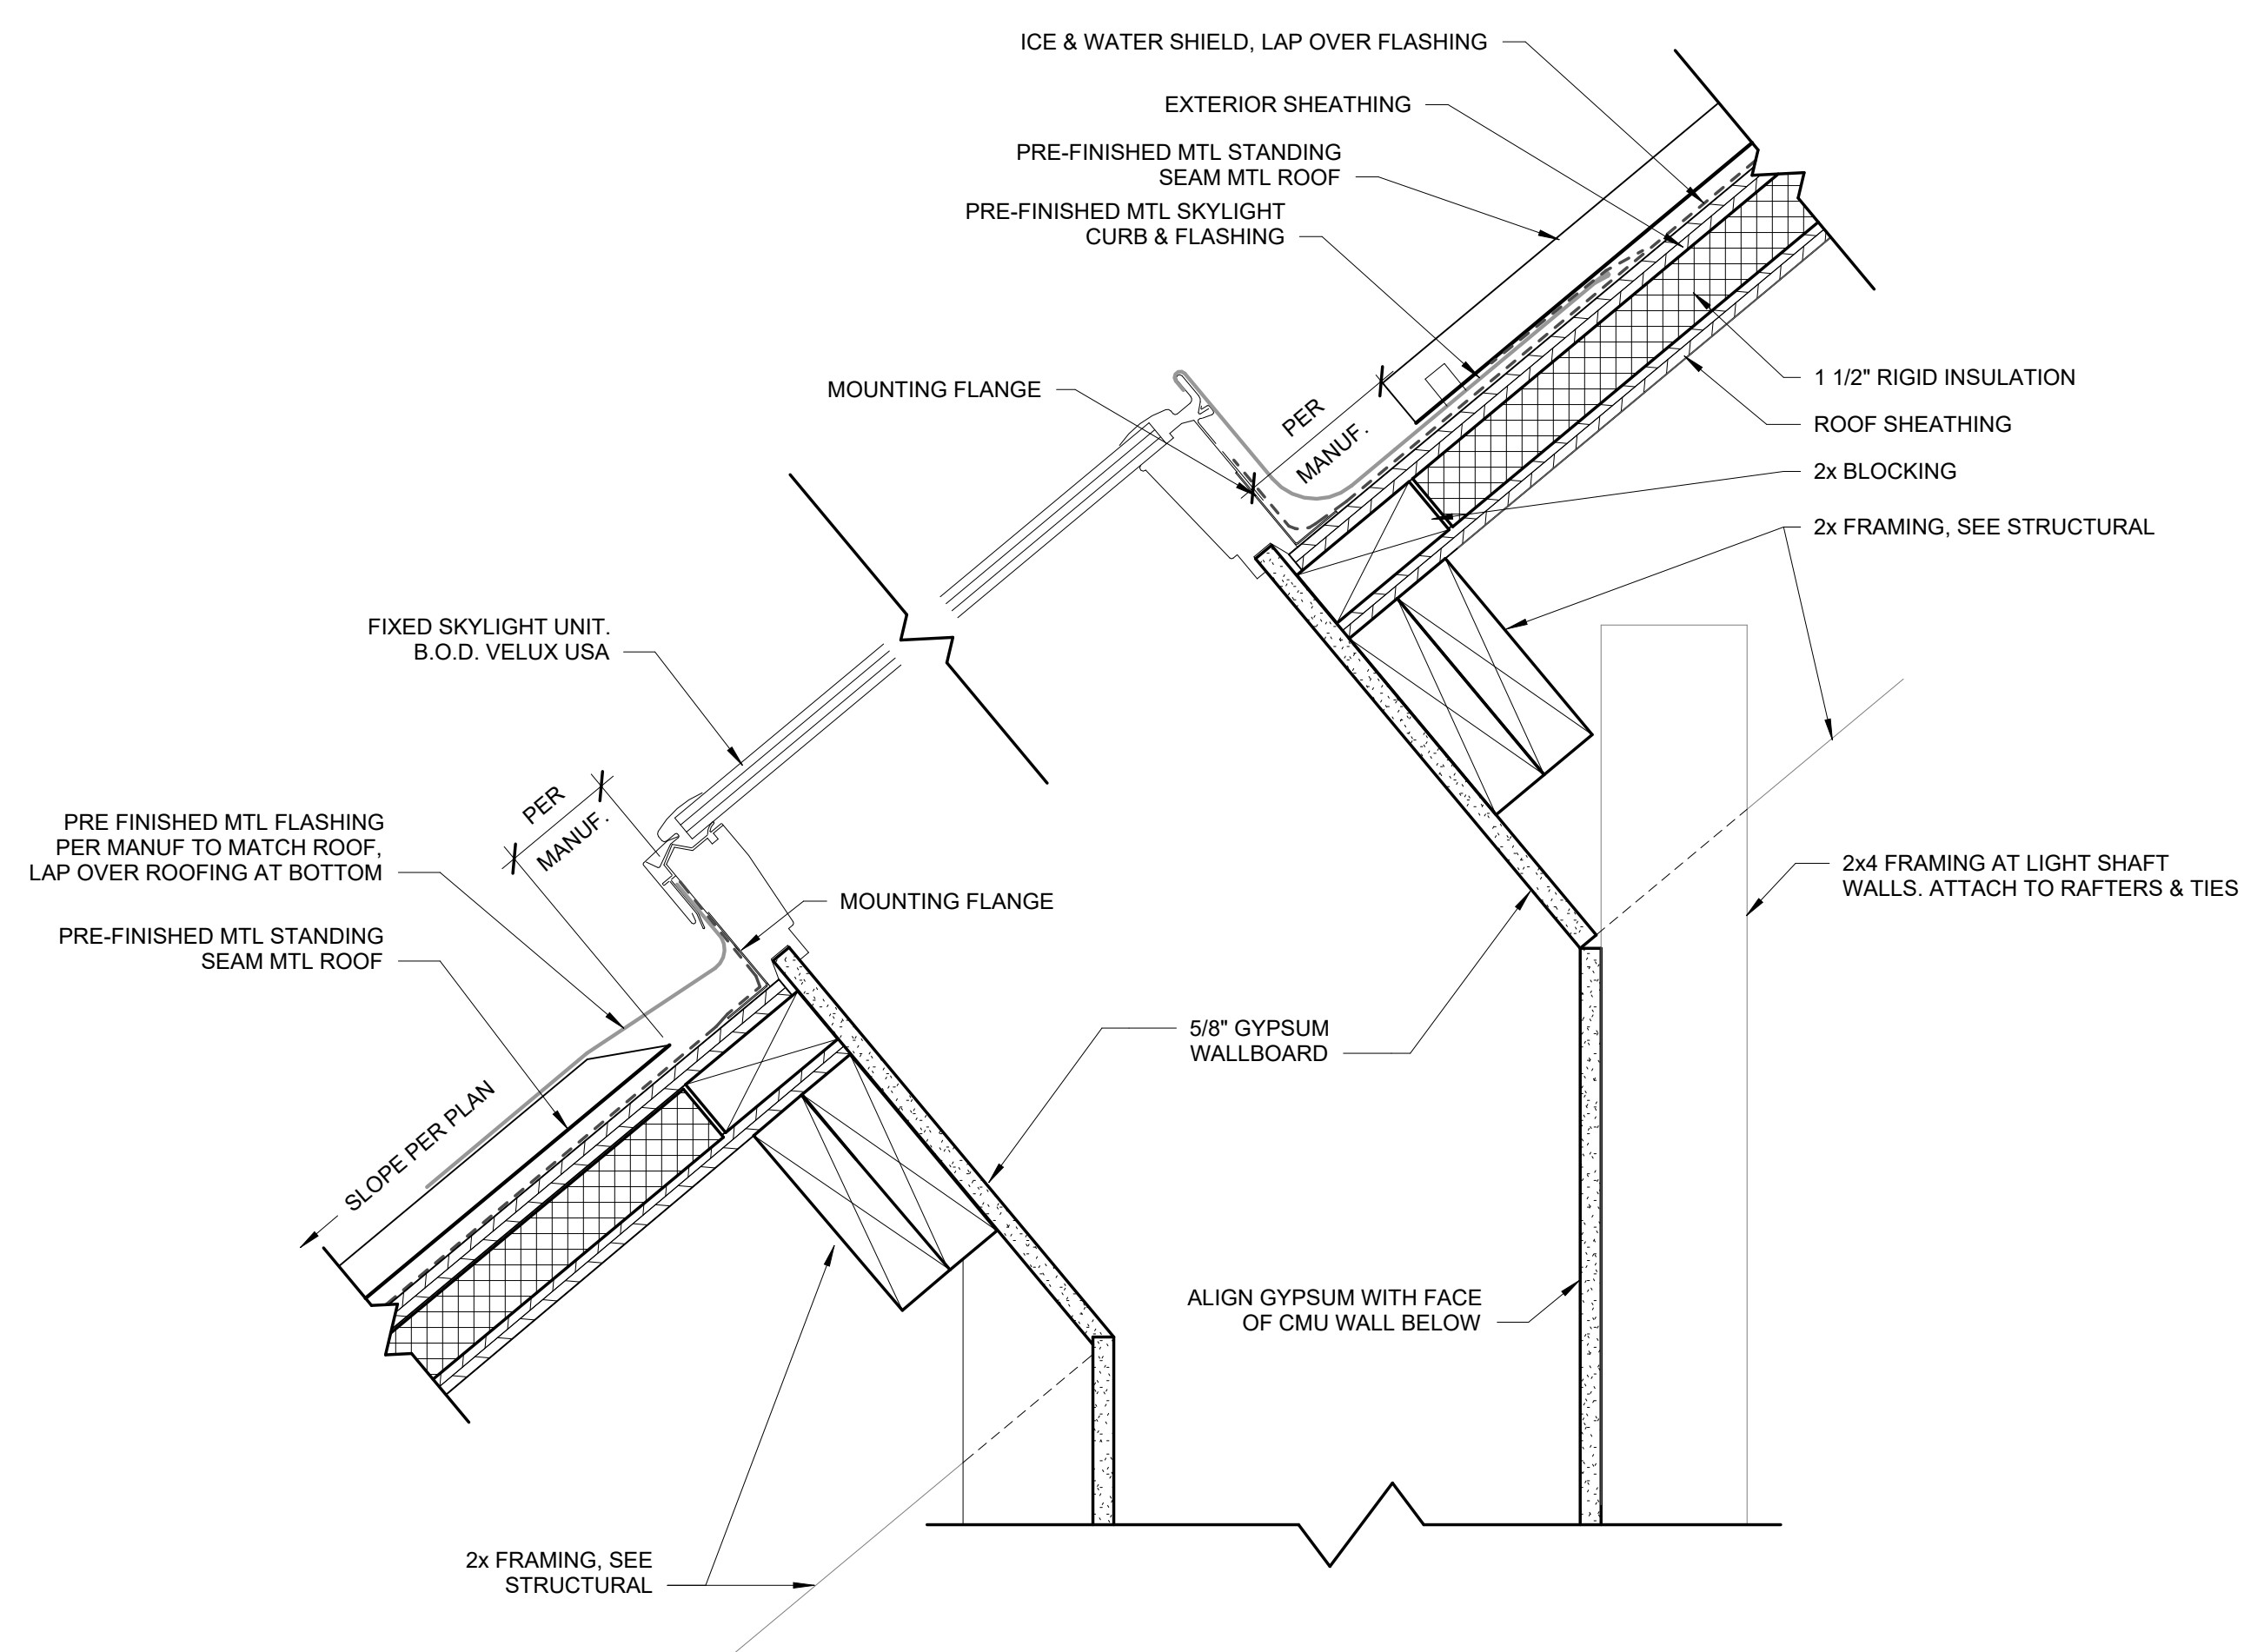 ICE & WATER SHIELD, LAP OVER FLASHING
EXTERIOR SHEATHING
PRE-FINISHED MTL STANDING
SEAM MTL ROOF
PRE-FINISHED MTL SKYLIGHT
CURB & FLASHING
MOUNTING FLANGE
PER
MANUF.
1 1/2" RIGID INSULATION
ROOF SHEATHING
2x BLOCKING
2x FRAMING, SEE STRUCTURAL
FIXED SKYLIGHT UNIT.
B.O.D. VELUX USA
PER
MANUF.
PRE FINISHED MTL FLASHING
PER MANUF TO MATCH ROOF,
LAP OVER ROOFING AT BOTTOM
MOUNTING FLANGE
2x4 FRAMING AT LIGHT SHAFT
WALLS. ATTACH TO RAFTERS & TIES
PRE-FINISHED MTL STANDING
SEAM MTL ROOF
5/8" GYPSUM
WALLBOARD
SLOPE PER PLAN
ALIGN GYPSUM WITH FACE
OF CMU WALL BELOW
2x FRAMING, SEE
STRUCTURAL